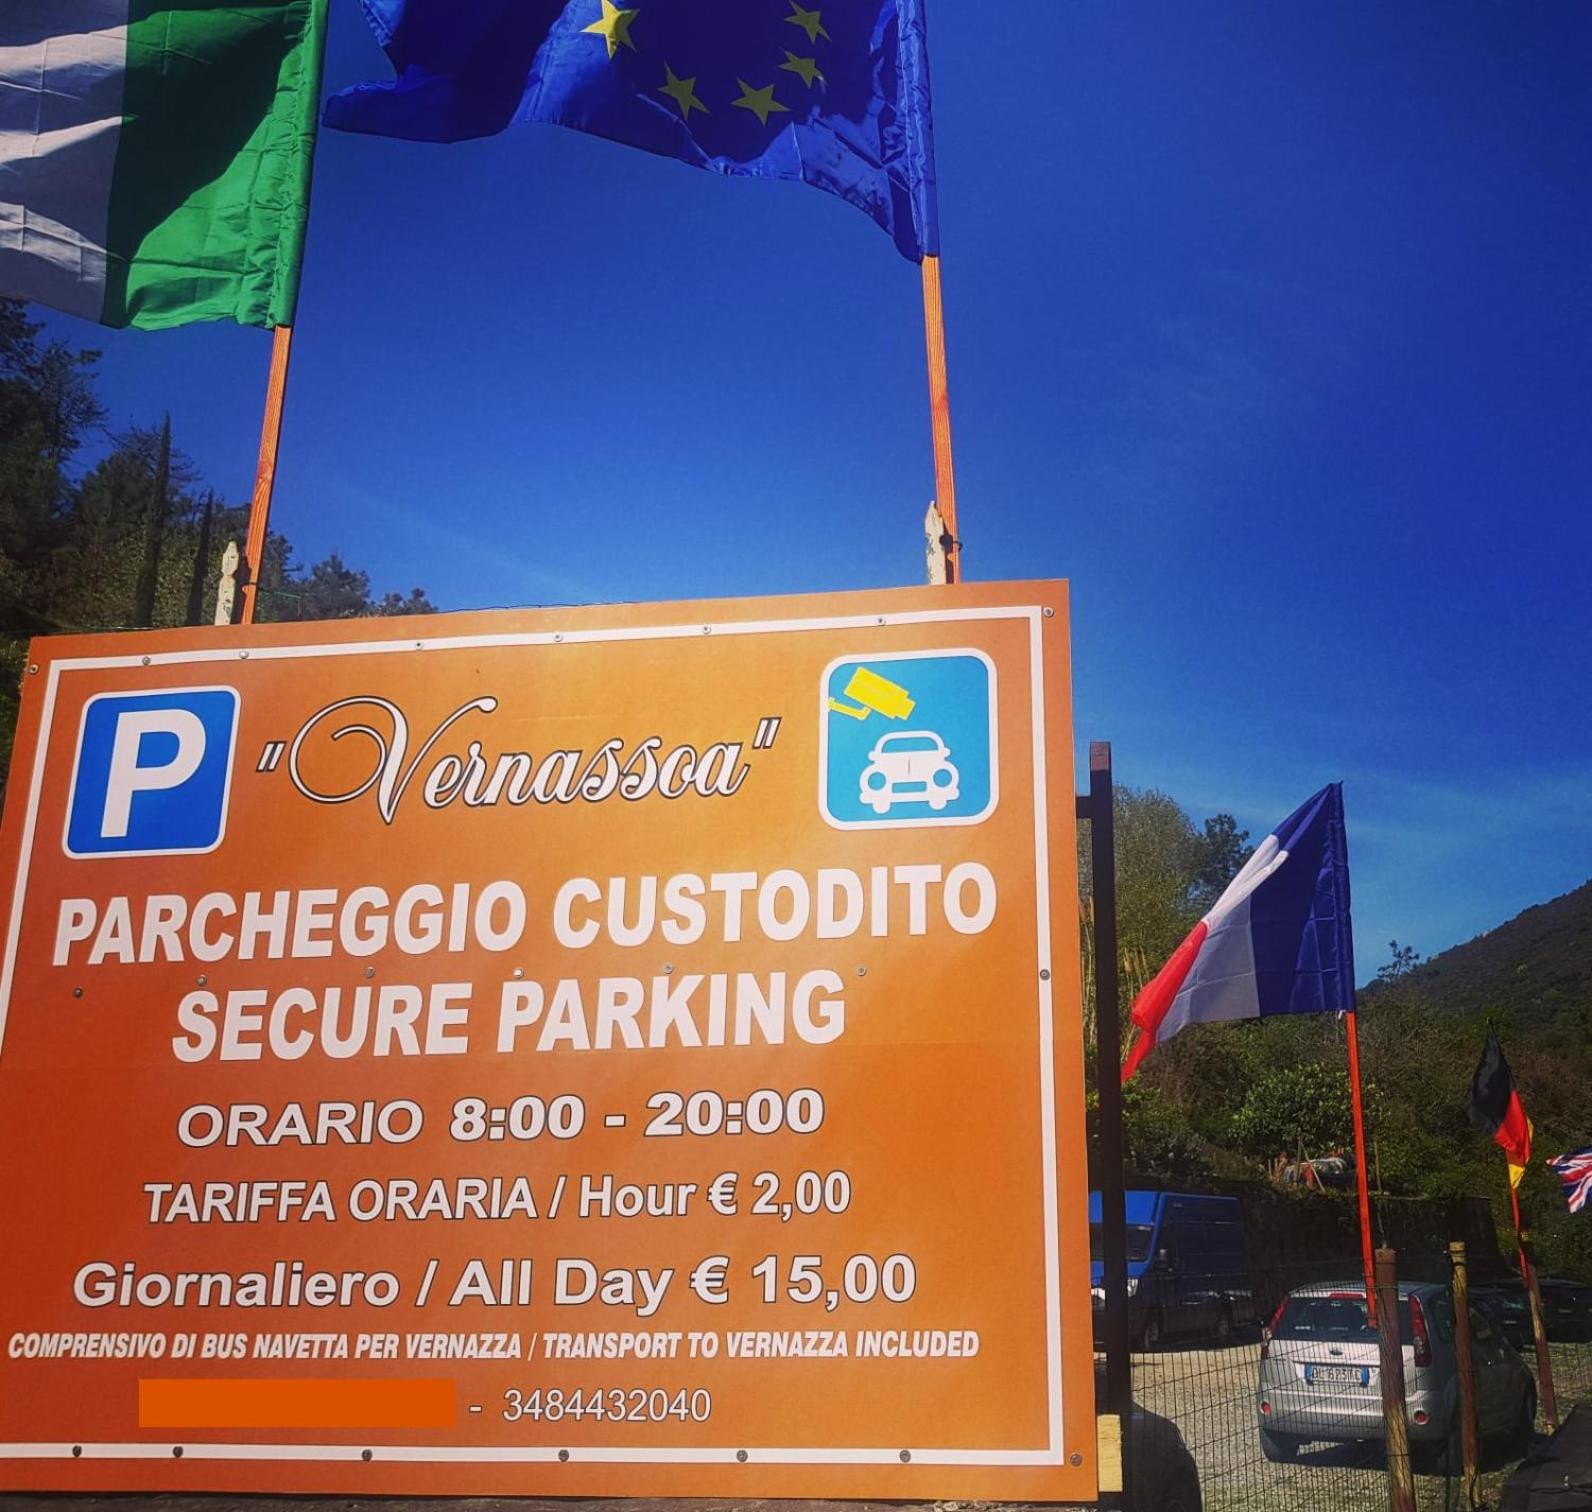 P "Vernassoa"
PARCHEGGIO CUSTODITO
SECURE PARKING
ORARIO 8:00 - 20:00
TARIFFA ORARIA / Hour € 2,00
Giornaliero / All Day € 15,00
COMPRENSIVO DI BUS NAVETTA PER VERNAZZA / TRANSPORT TO VERNAZZA INCLUDED
- 3484432040